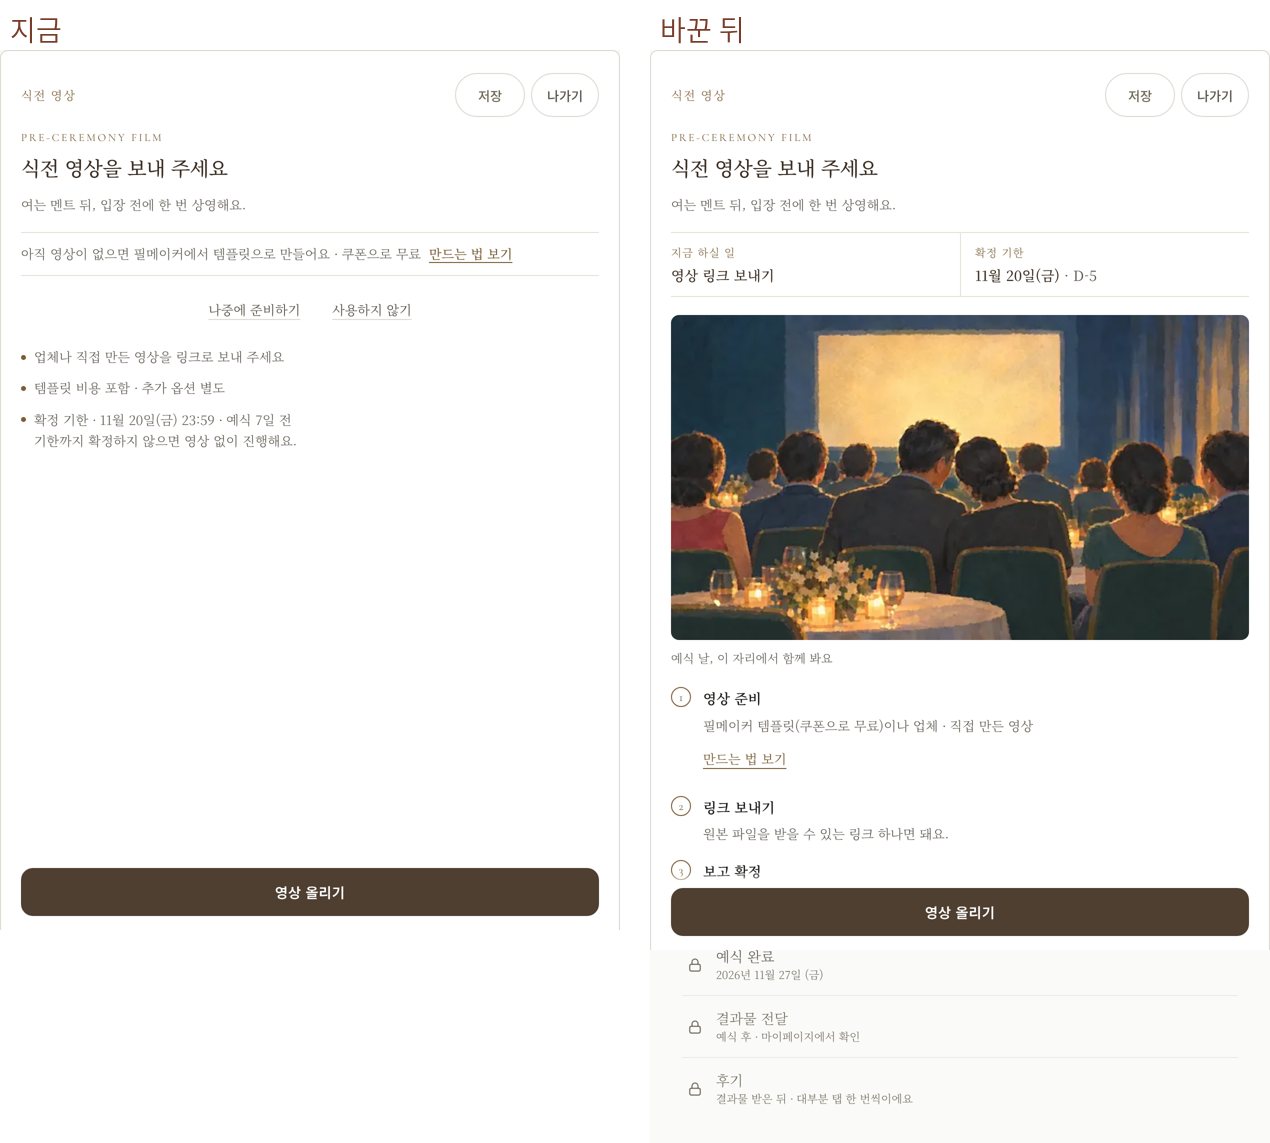 지금
식전 영상
저장
나가기
PRE-CEREMONY FILM
식전 영상을 보내 주세요
여는 멘트 뒤, 입장 전에 한 번 상영해요.
아직 영상이 없으면 필메이커에서 템플릿으로 만들어요 · 쿠폰으로 무료 만드는 법 보기
나중에 준비하기
사용하지 않기
업체나 직접 만든 영상을 링크로 보내 주세요
템플릿 비용 포함 · 추가 옵션 별도
확정 기한 · 11월 20일(금) 23:59 · 예식 7일 전
기한까지 확정하지 않으면 영상 없이 진행해요.
영상 올리기
바꾼 뒤
식전 영상
저장
나가기
PRE-CEREMONY FILM
식전 영상을 보내 주세요
여는 멘트 뒤, 입장 전에 한 번 상영해요.
지금 하실 일
영상 링크 보내기
확정 기한
11월 20일(금) · D-5
예식 날, 이 자리에서 함께 봐요
1 영상 준비
필메이커 템플릿(쿠폰으로 무료)이나 업체 · 직접 만든 영상
만드는 법 보기
2 링크 보내기
원본 파일을 받을 수 있는 링크 하나면 돼요.
3 보고 확정
영상 올리기
예식 완료
2026년 11월 27일 (금)
결과물 전달
예식 후 · 마이페이지에서 확인
후기
결과물 받은 뒤 · 대부분 탭 한 번씩이에요